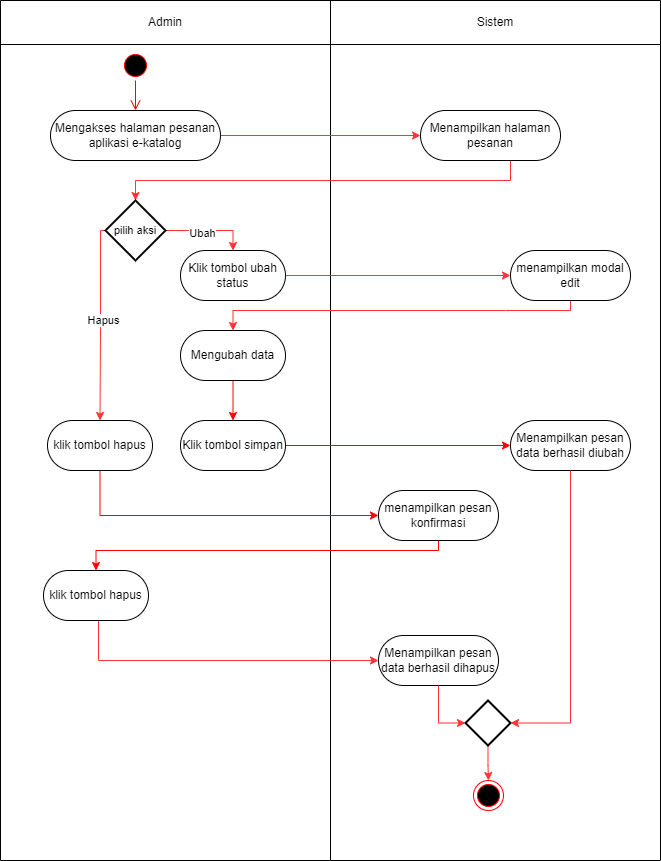 Admin
Sistem
Mengakses halaman pesanan
aplikasi e-katalog
Menampilkan halaman
pesanan
pilih aksi
Ubah
Klik tombol ubah
status
menampilkan modal
edit
Hapus
Mengubah data
klik tombol hapus
Klik tombol simpan
Menampilkan pesan
data berhasil diubah
menampilkan pesan
konfirmasi
klik tombol hapus
Menampilkan pesan
data berhasil dihapus